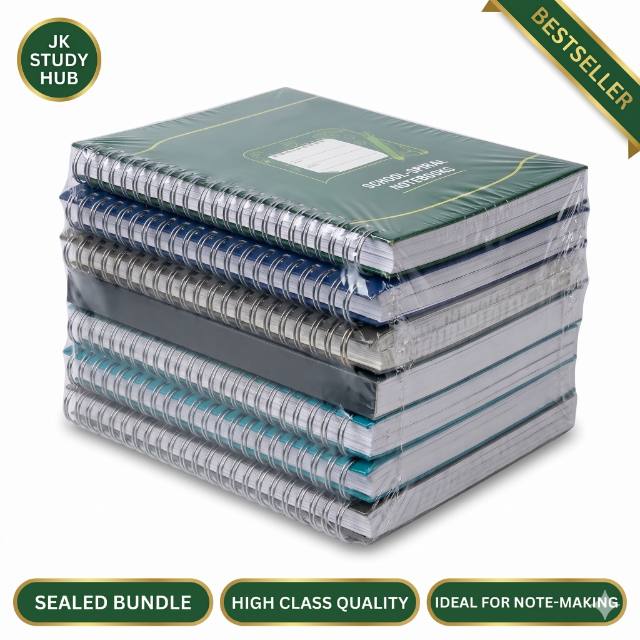 JK
STUDY
HUB
BESTSELLER
SCHOOL-SPIRAL
NOTEBOOKS
SEALED BUNDLE
HIGH CLASS QUALITY
IDEAL FOR NOTE-MAKING